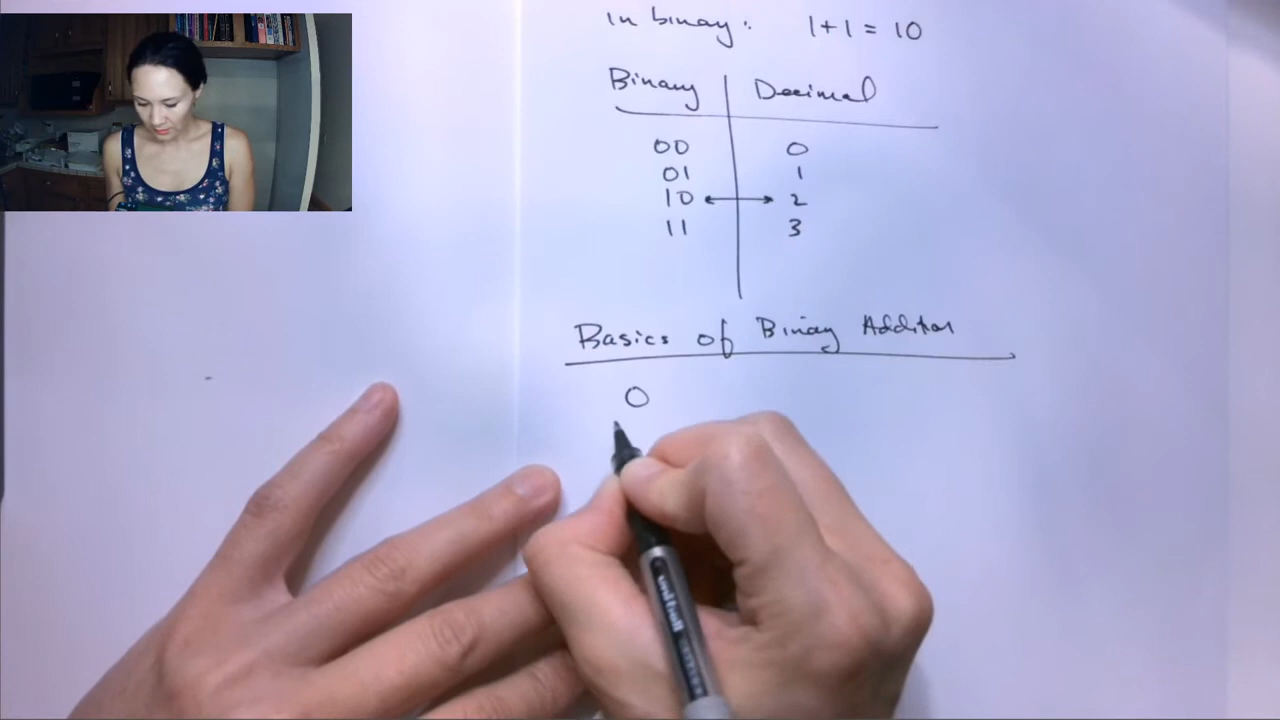 in binary: 1+1 = 10
Binary Decimal
00 0
01 1
10 ↔ 2
11 3
Basics of Binary Addition
0
uniball